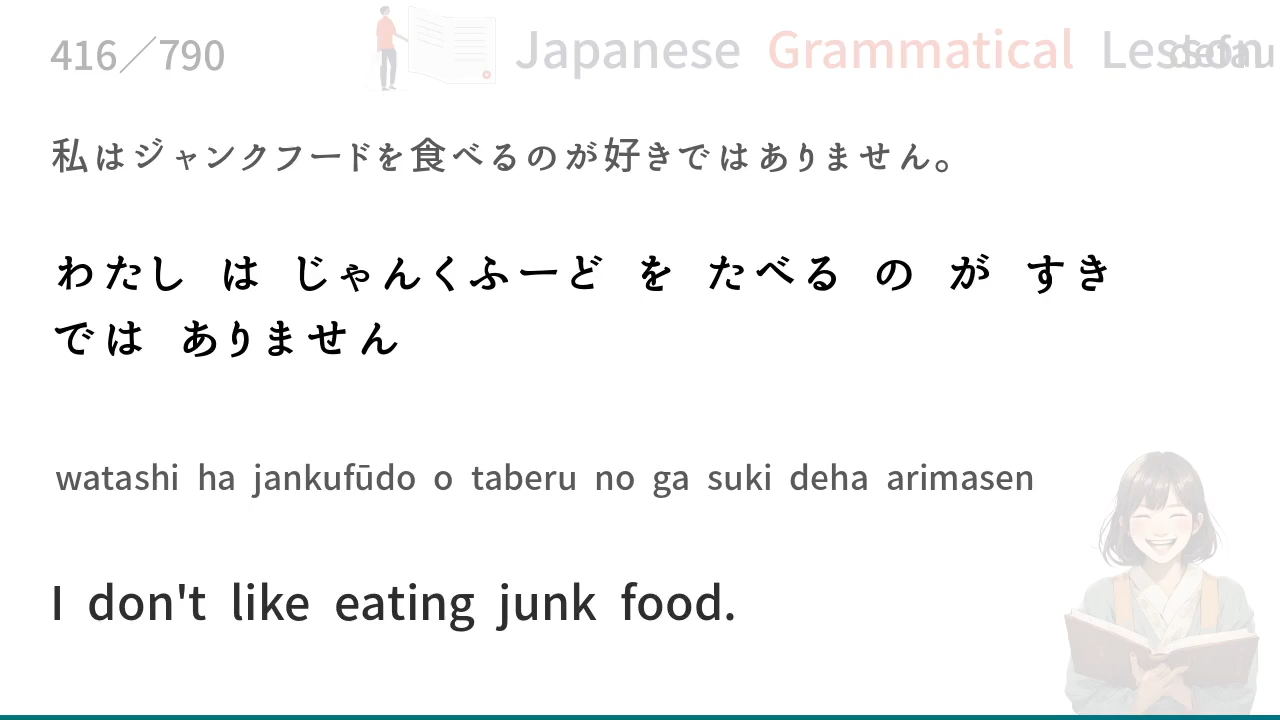 416／790
Japanese Grammatical Lesson
私はジャンクフードを食べるのが好きではありません。
わたし は じゃんくふーど を たべる の が すき
では ありません
watashi ha jankufūdo o taberu no ga suki deha arimasen
I don't like eating junk food.